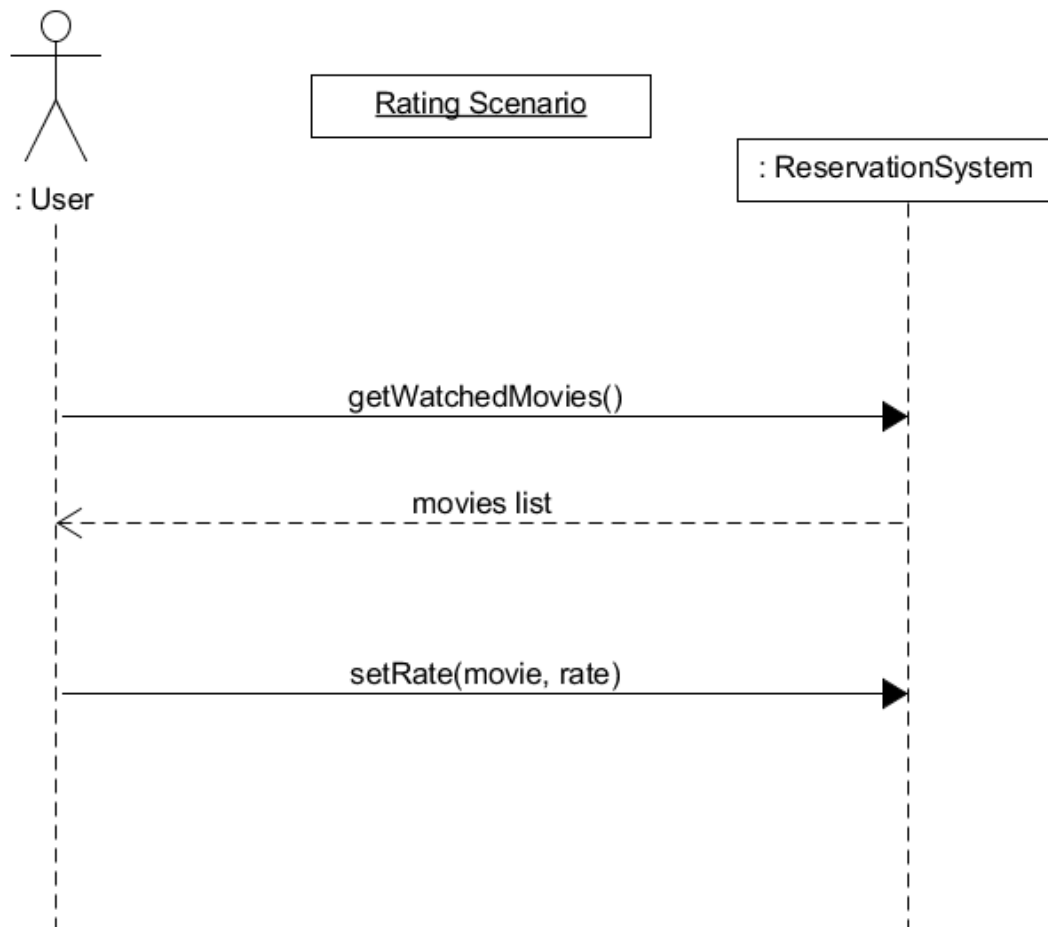 Rating Scenario
: ReservationSystem
: User
getWatchedMovies()
movies list
setRate(movie, rate)